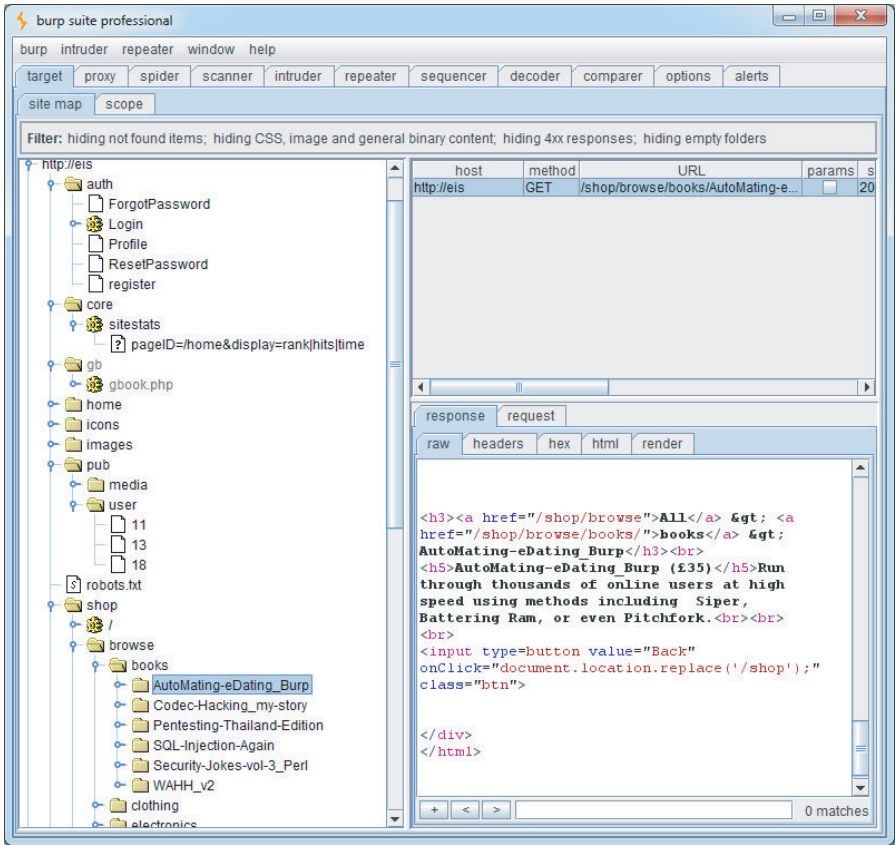 burp suite professional
burp intruder repeater window help
target proxy spider scanner intruder repeater sequencer decoder comparer options alerts
site map scope
Filter: hiding not found items; hiding CSS, image and general binary content; hiding 4xx responses; hiding empty folders
http://eis
auth
ForgotPassword
Login
Profile
ResetPassword
register
core
sitestats
? pageID=/home&display=rank|hits|time
gb
gbook.php
home
icons
images
pub
media
user
11
13
18
robots.txt
shop
/
browse
books
AutoMating-eDating_Burp
Codec-Hacking_my-story
Pentesting-Thailand-Edition
SQL-Injection-Again
Security-Jokes-vol-3_Perl
WAHH_v2
clothing
electronics
host method URL params s
http://eis GET /shop/browse/books/AutoMating-e... 20
response request
raw headers hex html render
<h3><a href="/shop/browse">All</a> &gt; <a
href="/shop/browse/books/">books</a> &gt;
AutoMating-eDating_Burp</h3><br>
<h5>AutoMating-eDating_Burp (£35)</h5>Run
through thousands of online users at high
speed using methods including  Siper,
Battering Ram, or even Pitchfork.<br><br>
<br>
<input type=button value="Back"
onClick="document.location.replace('/shop');"
class="btn">
</div>
</html>
+ < > 0 matches